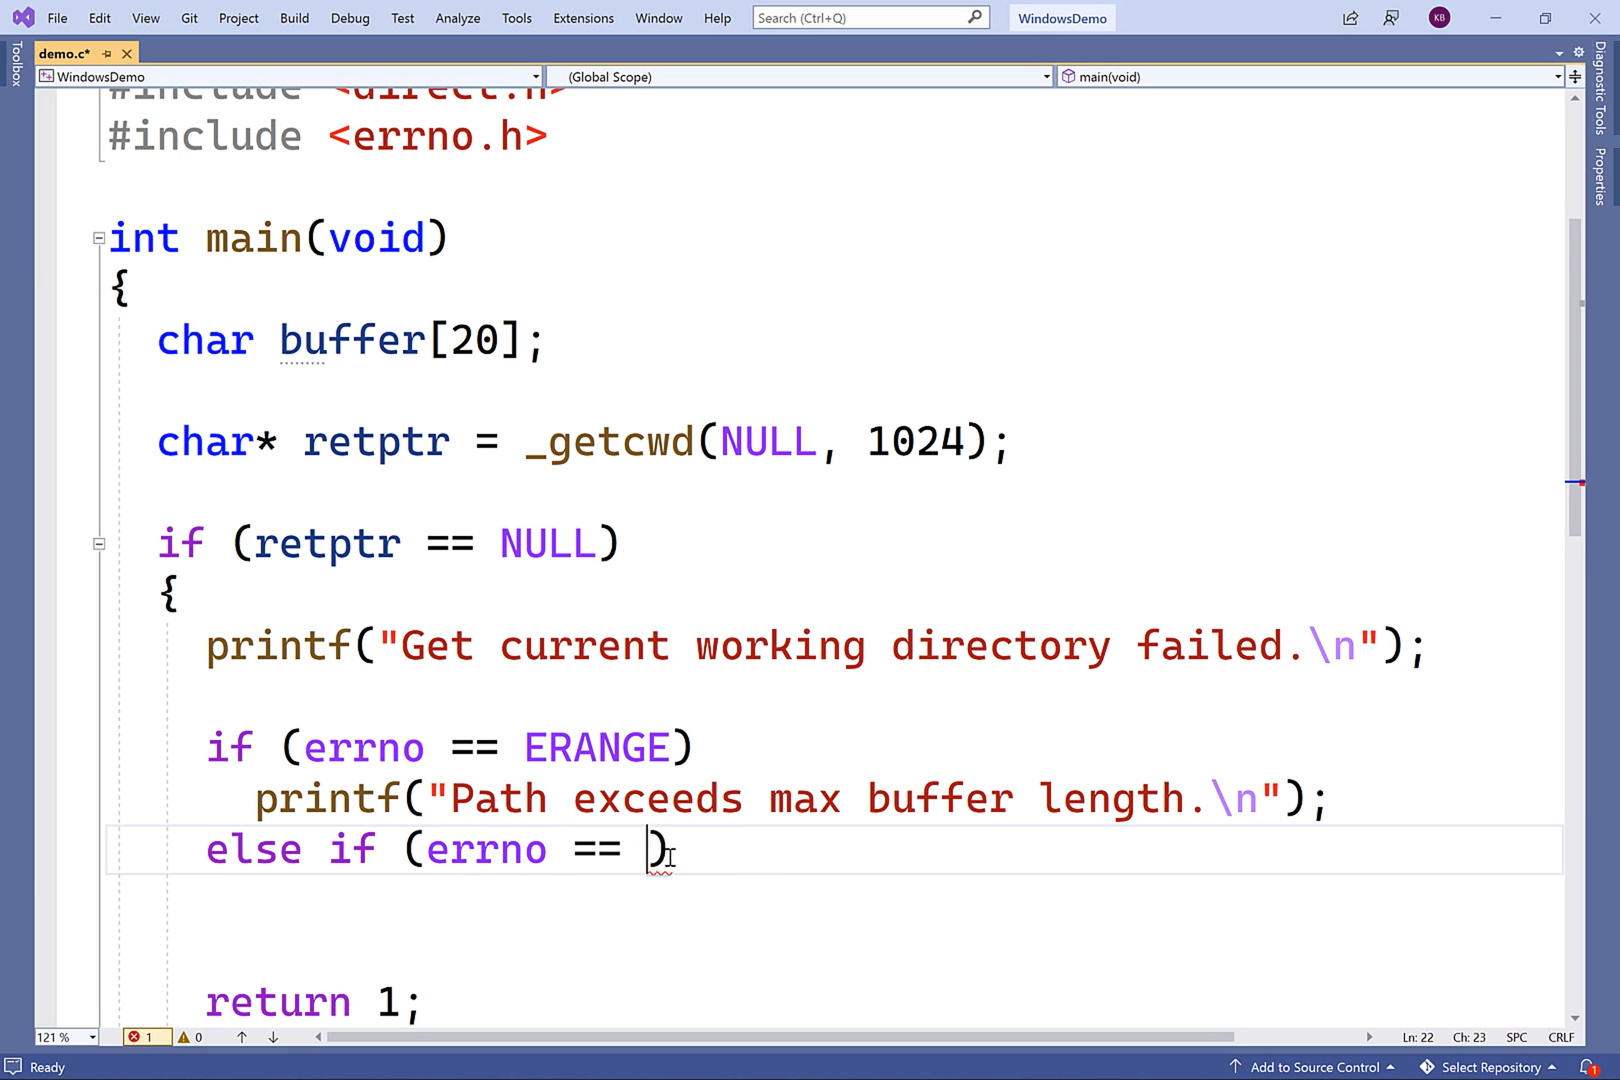 File Edit View Git Project Build Debug Test Analyze Tools Extensions Window Help Search (Ctrl+Q) WindowsDemo KB
demo.c*
WindowsDemo (Global Scope) main(void)
Toolbox
Diagnostic Tools
Properties
#include <direct.h>
#include <errno.h>
int main(void)
{
char buffer[20];
char* retptr = _getcwd(NULL, 1024);
if (retptr == NULL)
{
printf("Get current working directory failed.\n");
if (errno == ERANGE)
printf("Path exceeds max buffer length.\n");
else if (errno == )
return 1;
121 % 1 0 Ln: 22 Ch: 23 SPC CRLF
Ready Add to Source Control Select Repository 1